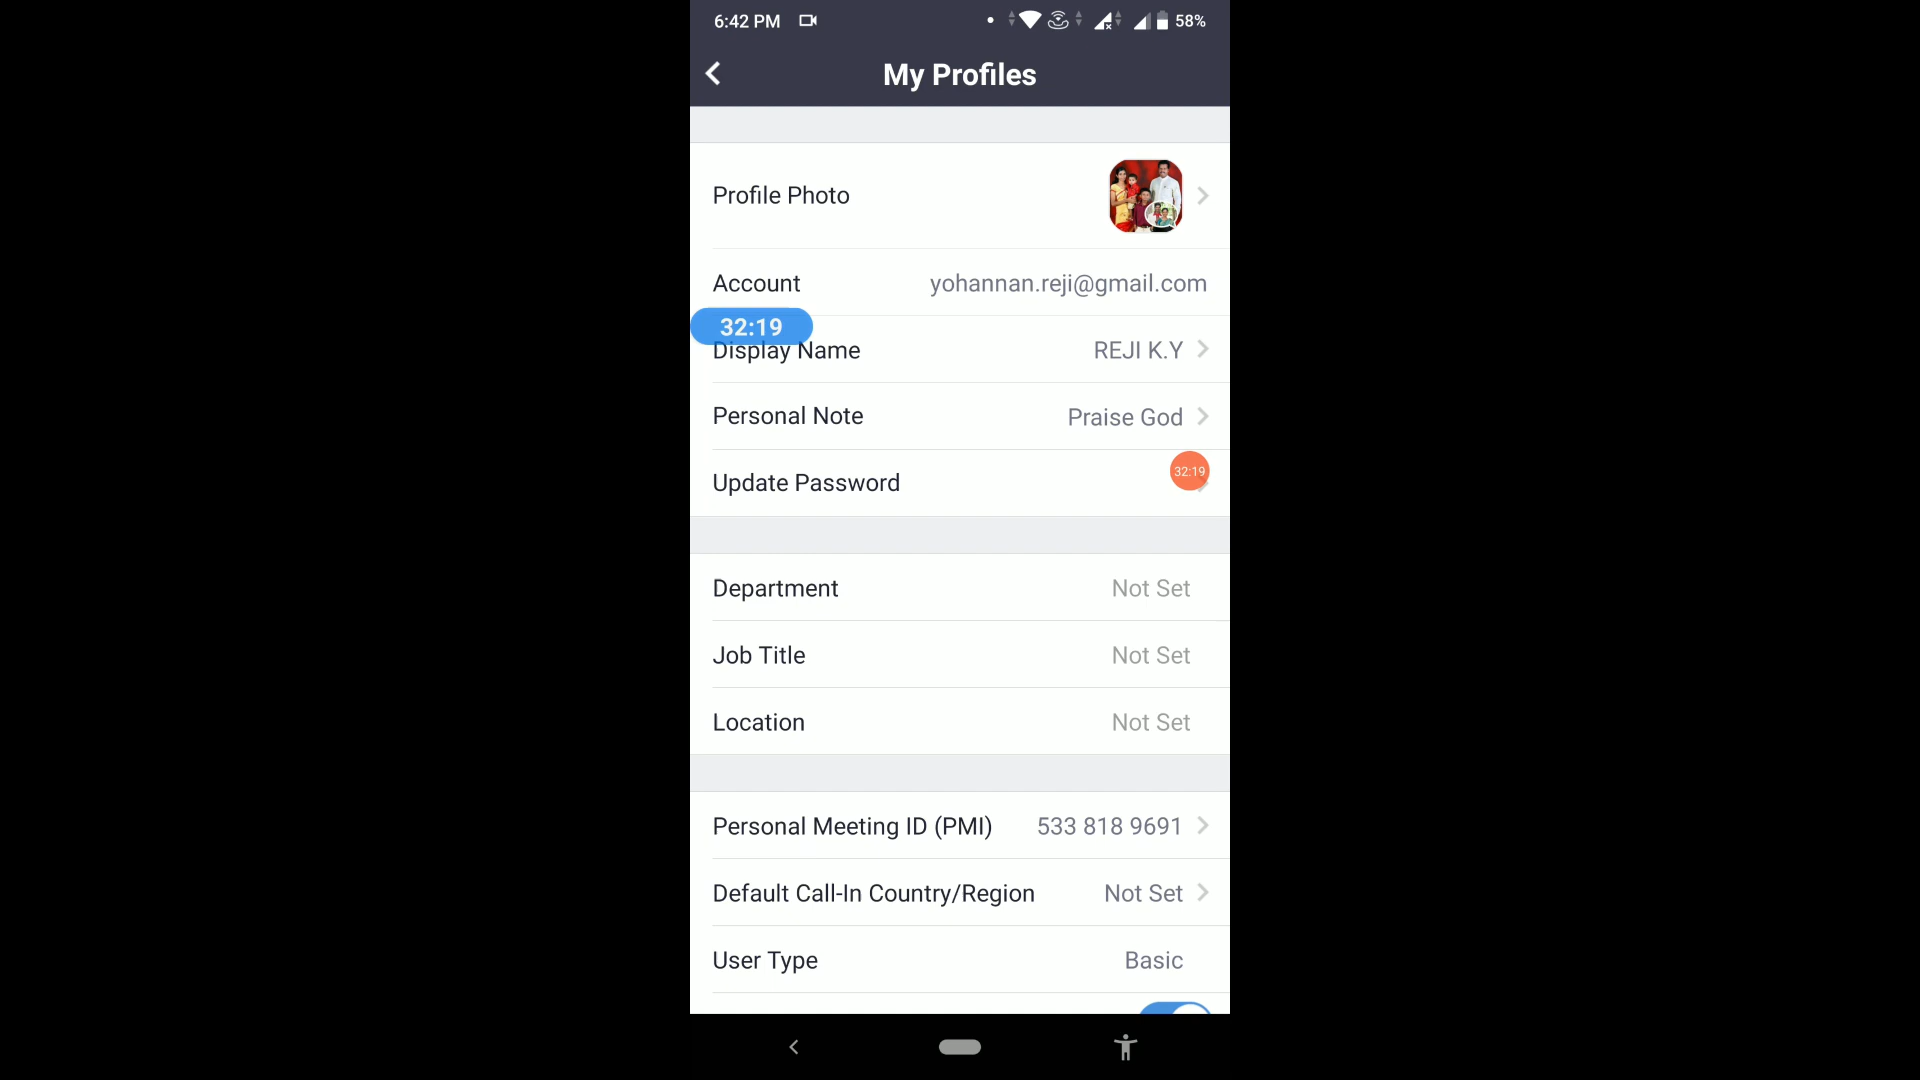 6:42 PM 58%
My Profiles
Profile Photo
Account yohannan.reji@gmail.com
32:19
Display Name REJI K.Y
Personal Note Praise God
32:19
Update Password
Department Not Set
Job Title Not Set
Location Not Set
Personal Meeting ID (PMI) 533 818 9691
Default Call-In Country/Region Not Set
User Type Basic